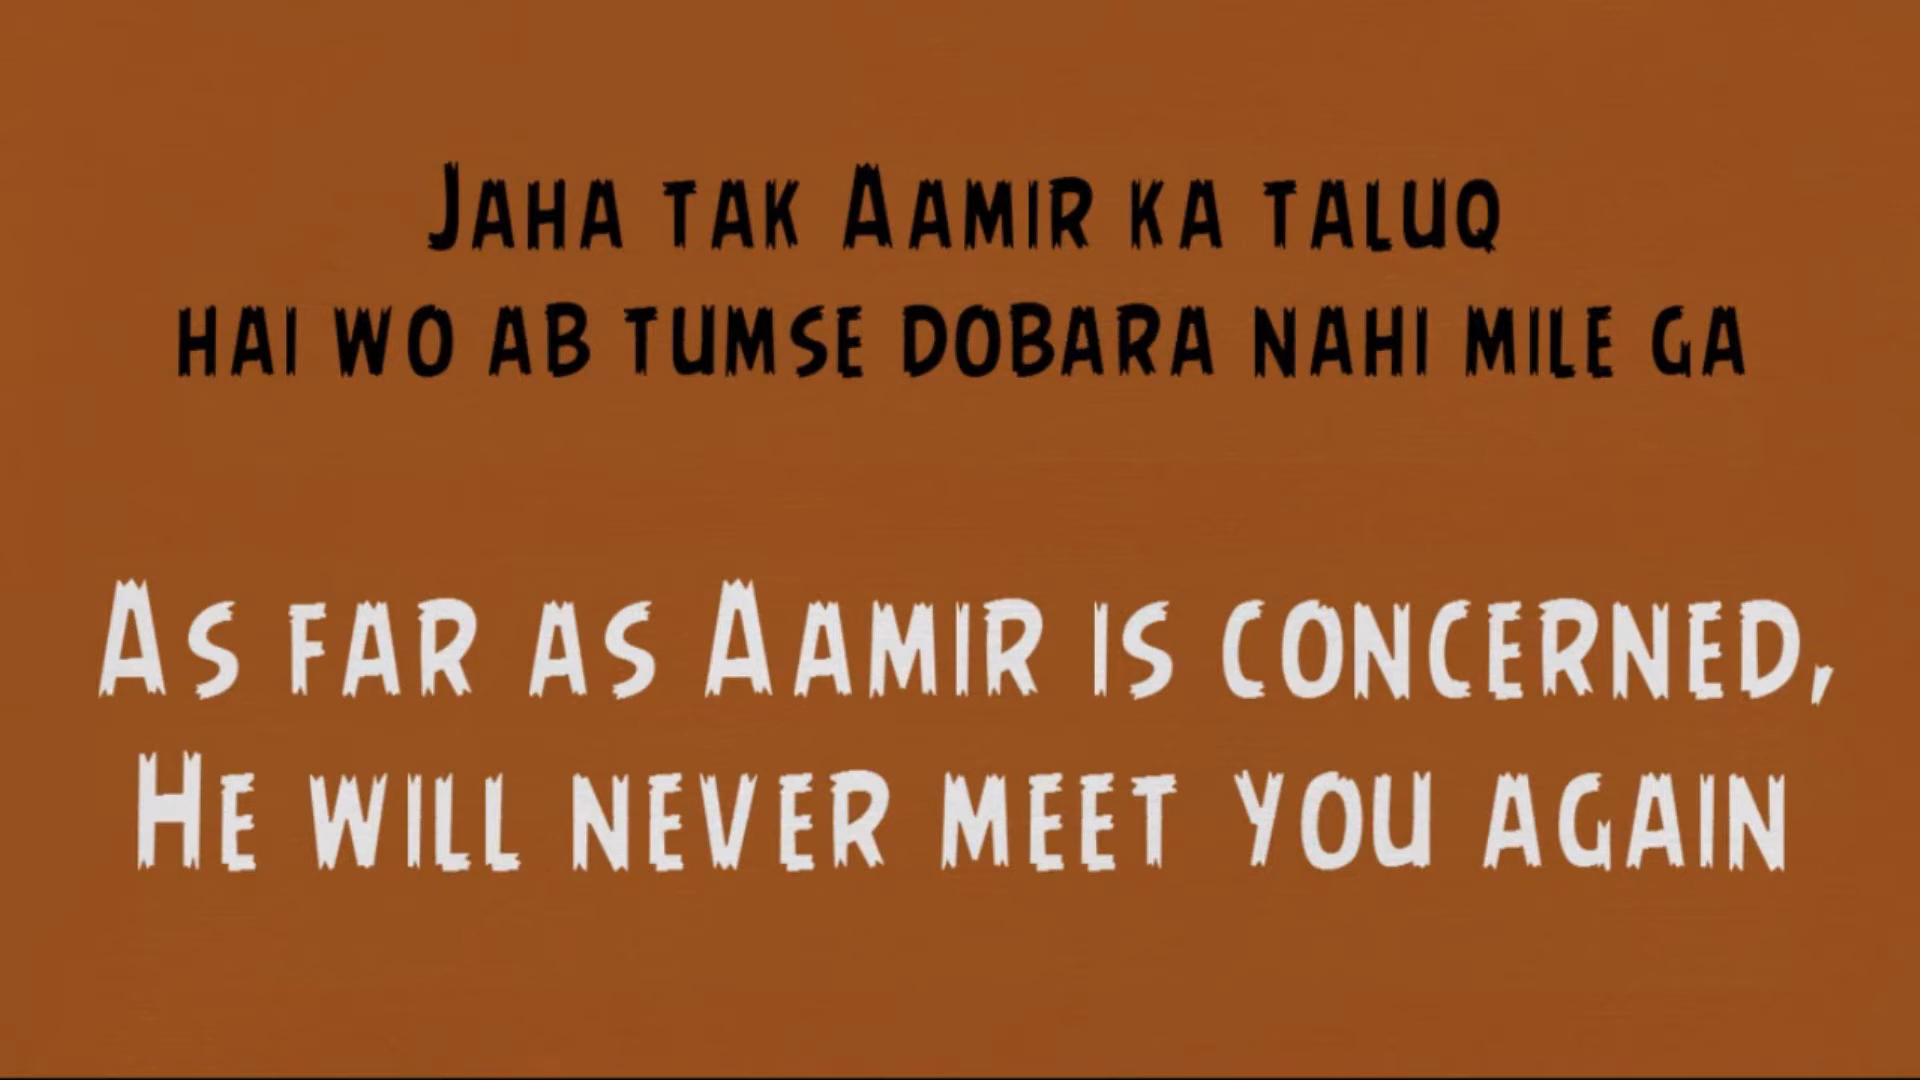 Jaha tak Aamir ka taluq
hai wo ab tumse dobara nahi mile ga
As far as Aamir is concerned,
He will never meet you again